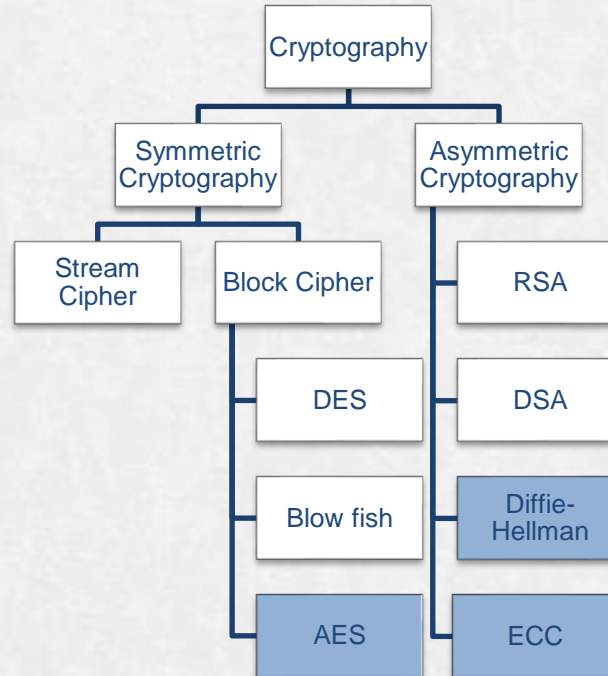 Cryptography
Symmetric
Cryptography
Asymmetric
Cryptography
Stream
Cipher
Block Cipher
RSA
DES
DSA
Blow fish
Diffie-
Hellman
AES
ECC